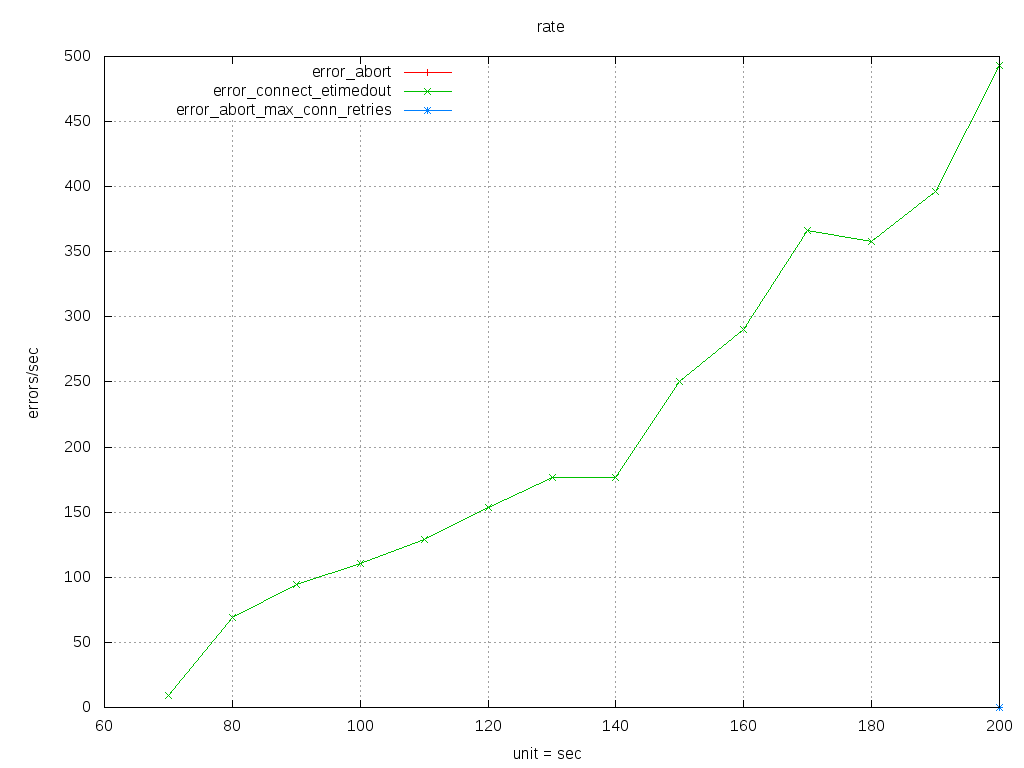 rate
error_abort
error_connect_etimedout
error_abort_max_conn_retries
500
450
400
350
300
250
200
150
100
50
0
errors/sec
60 80 100 120 140 160 180 200
unit = sec